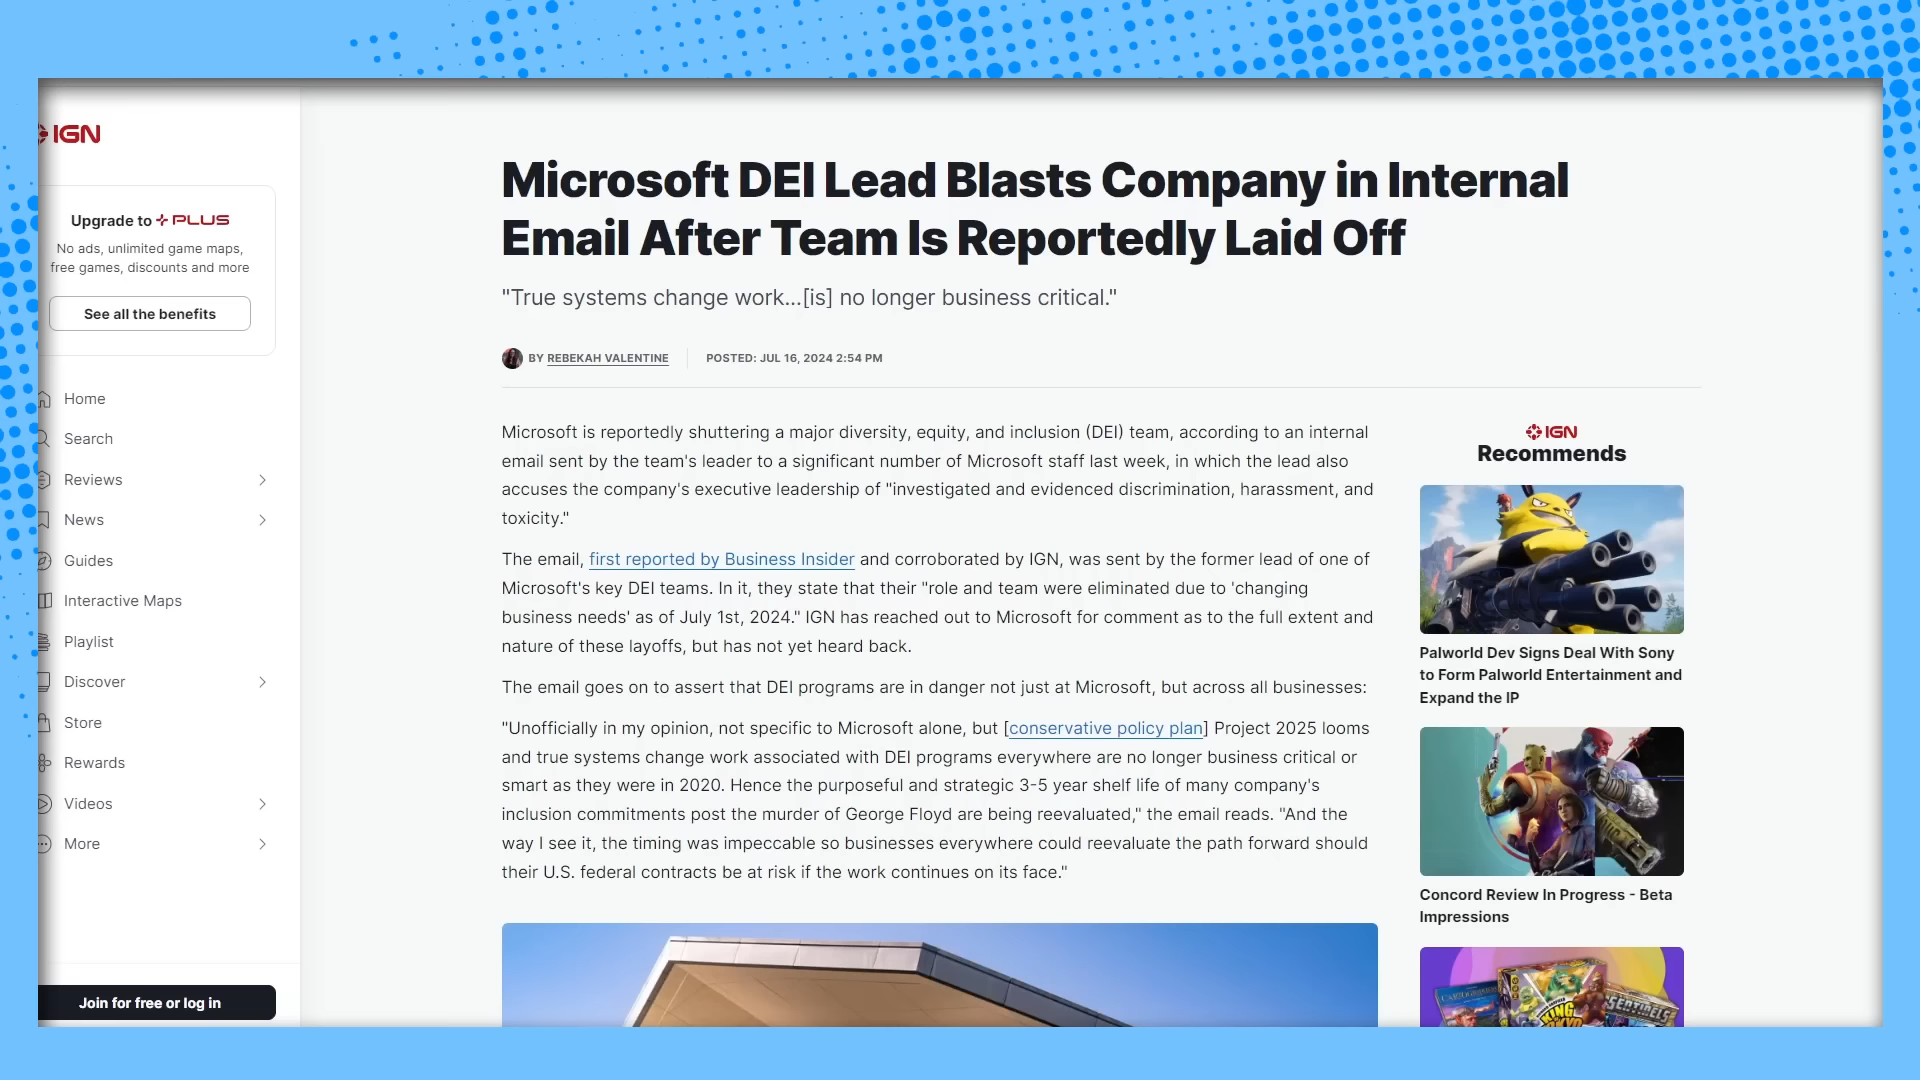 IGN
Upgrade to PLUS
No ads, unlimited game maps,
free games, discounts and more
See all the benefits
Home
Search
Reviews
News
Guides
Interactive Maps
Playlist
Discover
Store
Rewards
Videos
More
Join for free or log in
Microsoft DEI Lead Blasts Company in Internal
Email After Team Is Reportedly Laid Off
"True systems change work...[is] no longer business critical."
BY REBEKAH VALENTINE POSTED: JUL 16, 2024 2:54 PM
Microsoft is reportedly shuttering a major diversity, equity, and inclusion (DEI) team, according to an internal
email sent by the team's leader to a significant number of Microsoft staff last week, in which the lead also
accuses the company's executive leadership of "investigated and evidenced discrimination, harassment, and
toxicity."
The email, first reported by Business Insider and corroborated by IGN, was sent by the former lead of one of
Microsoft's key DEI teams. In it, they state that their "role and team were eliminated due to 'changing
business needs' as of July 1st, 2024." IGN has reached out to Microsoft for comment as to the full extent and
nature of these layoffs, but has not yet heard back.
The email goes on to assert that DEI programs are in danger not just at Microsoft, but across all businesses:
"Unofficially in my opinion, not specific to Microsoft alone, but [conservative policy plan] Project 2025 looms
and true systems change work associated with DEI programs everywhere are no longer business critical or
smart as they were in 2020. Hence the purposeful and strategic 3-5 year shelf life of many company's
inclusion commitments post the murder of George Floyd are being reevaluated," the email reads. "And the
way I see it, the timing was impeccable so businesses everywhere could reevaluate the path forward should
their U.S. federal contracts be at risk if the work continues on its face."
IGN
Recommends
Palworld Dev Signs Deal With Sony
to Form Palworld Entertainment and
Expand the IP
Concord Review In Progress - Beta
Impressions
SENTINELS
KING